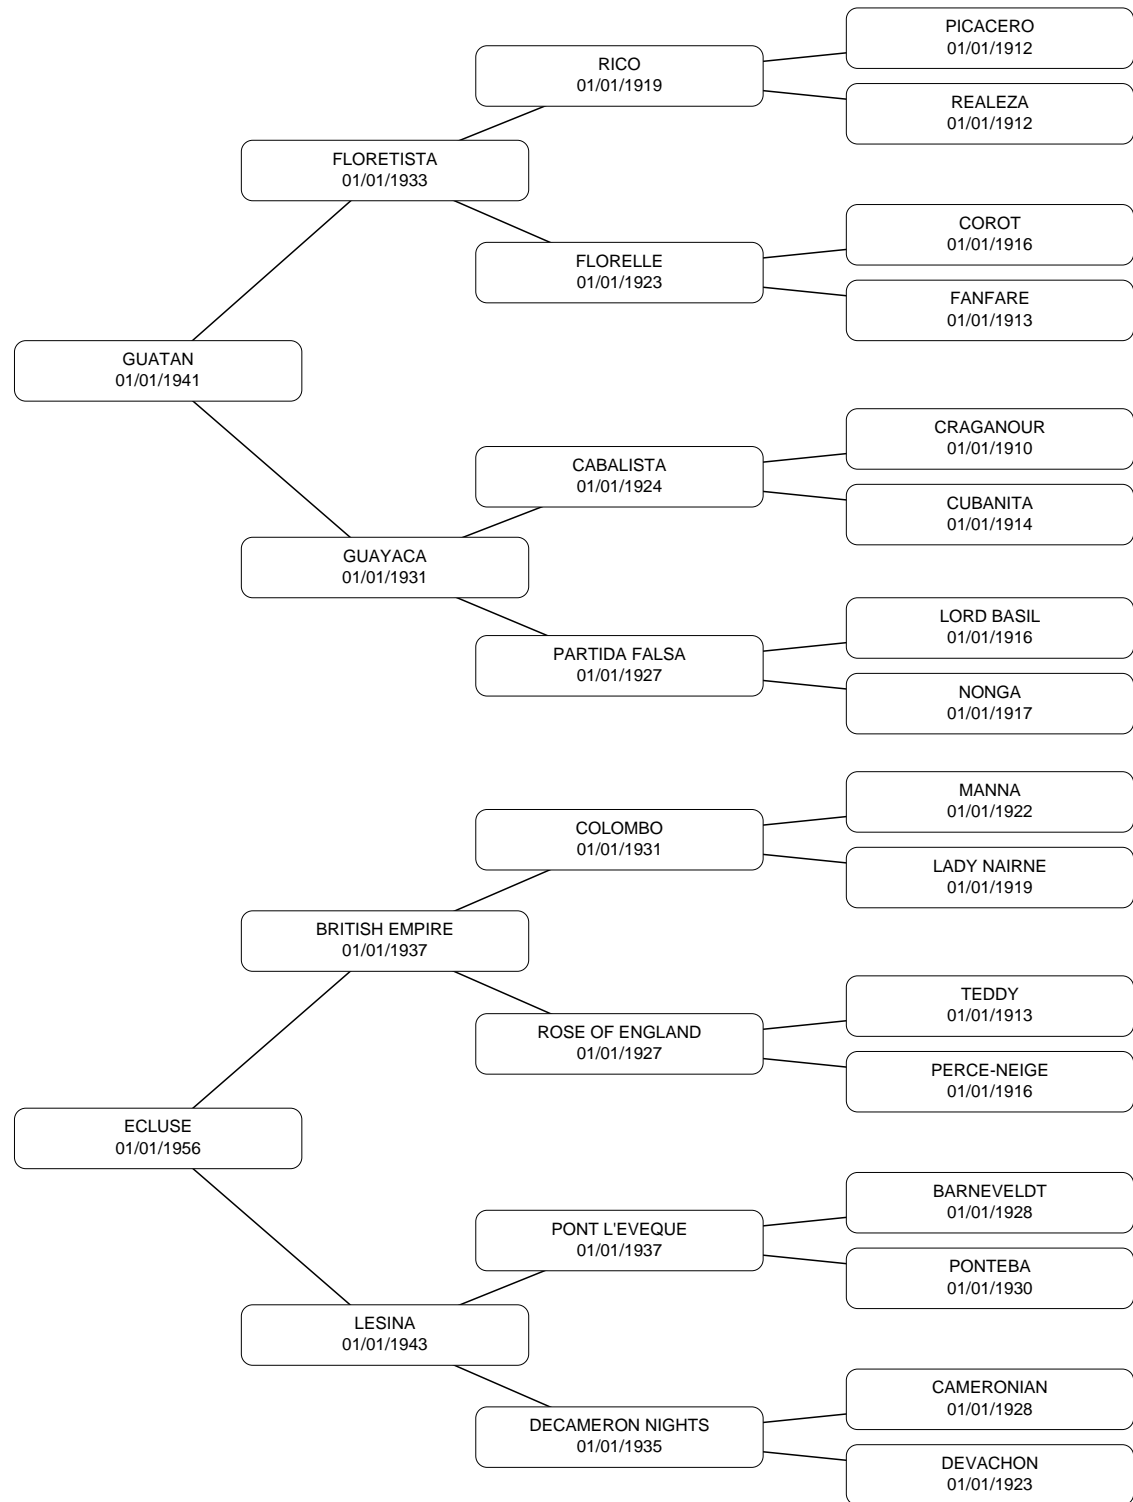 PICACERO
01/01/1912
RICO
01/01/1919
REALEZA
01/01/1912
FLORETISTA
01/01/1933
COROT
01/01/1916
FLORELLE
01/01/1923
FANFARE
01/01/1913
GUATAN
01/01/1941
CRAGANOUR
01/01/1910
CABALISTA
01/01/1924
CUBANITA
01/01/1914
GUAYACA
01/01/1931
LORD BASIL
01/01/1916
PARTIDA FALSA
01/01/1927
NONGA
01/01/1917
MANNA
01/01/1922
COLOMBO
01/01/1931
LADY NAIRNE
01/01/1919
BRITISH EMPIRE
01/01/1937
TEDDY
01/01/1913
ROSE OF ENGLAND
01/01/1927
PERCE-NEIGE
01/01/1916
ECLUSE
01/01/1956
BARNEVELDT
01/01/1928
PONT L'EVEQUE
01/01/1937
PONTEBA
01/01/1930
LESINA
01/01/1943
CAMERONIAN
01/01/1928
DECAMERON NIGHTS
01/01/1935
DEVACHON
01/01/1923